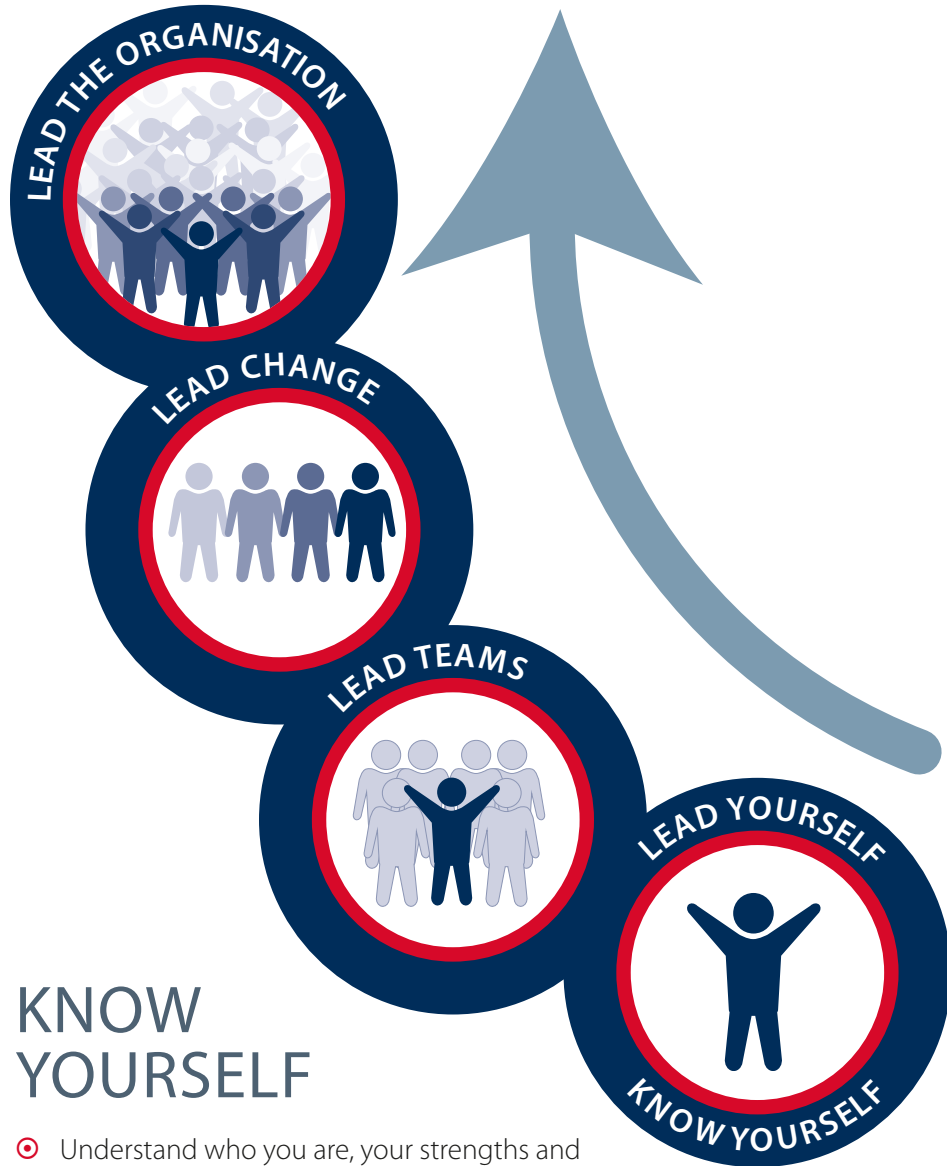 LEAD THE ORGANISATION
LEAD CHANGE
LEAD TEAMS
LEAD YOURSELF
KNOW YOURSELF
KNOW
YOURSELF
Understand who you are, your strengths and